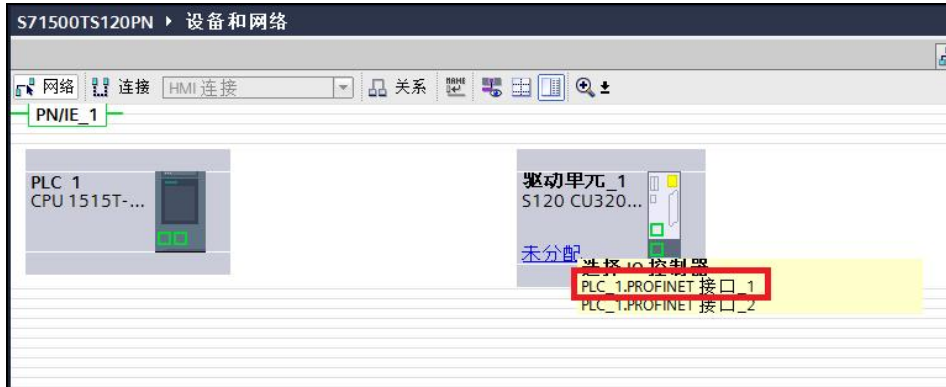 S71500TS120PN ▸ 设备和网络
网络 连接 HMI 连接 关系
PN/IE_1
PLC_1
CPU 1515T-...
驱动单元_1
S120 CU320...
未分配
选择 IO 控制器
PLC_1.PROFINET 接口_1
PLC_1.PROFINET 接口_2